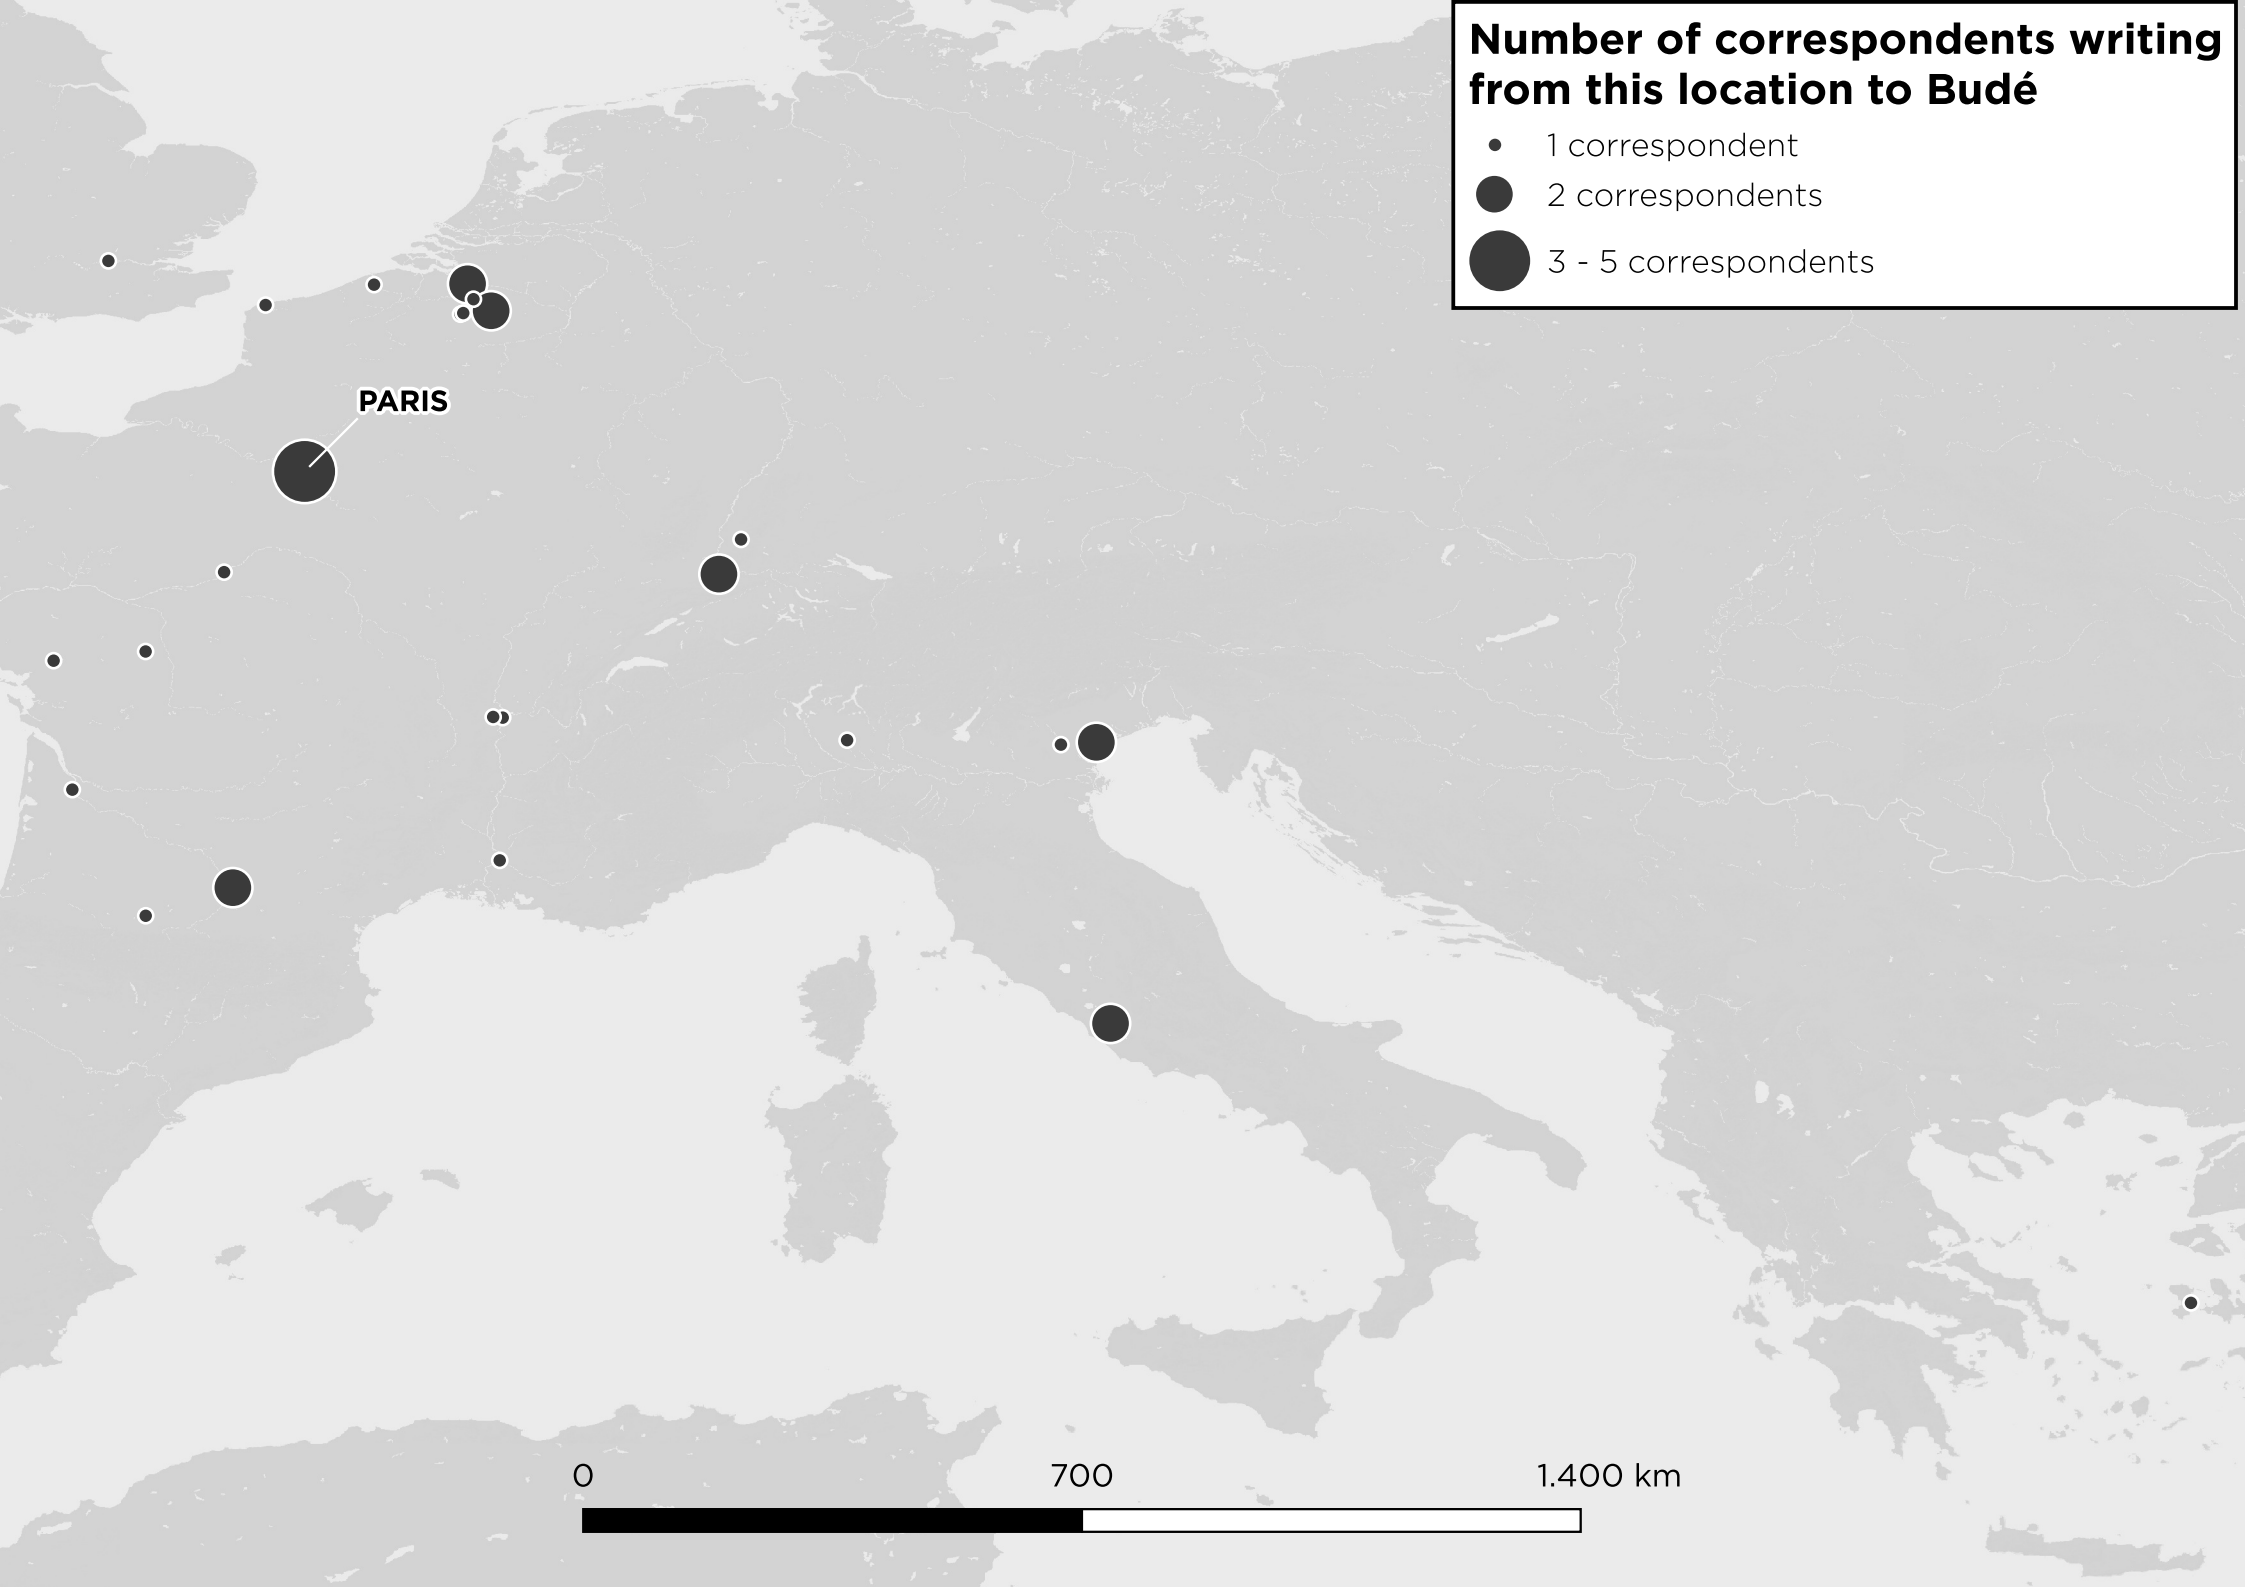 Number of correspondents writing
from this location to Budé
1 correspondent
2 correspondents
3 - 5 correspondents
PARIS
0 700 1.400 km